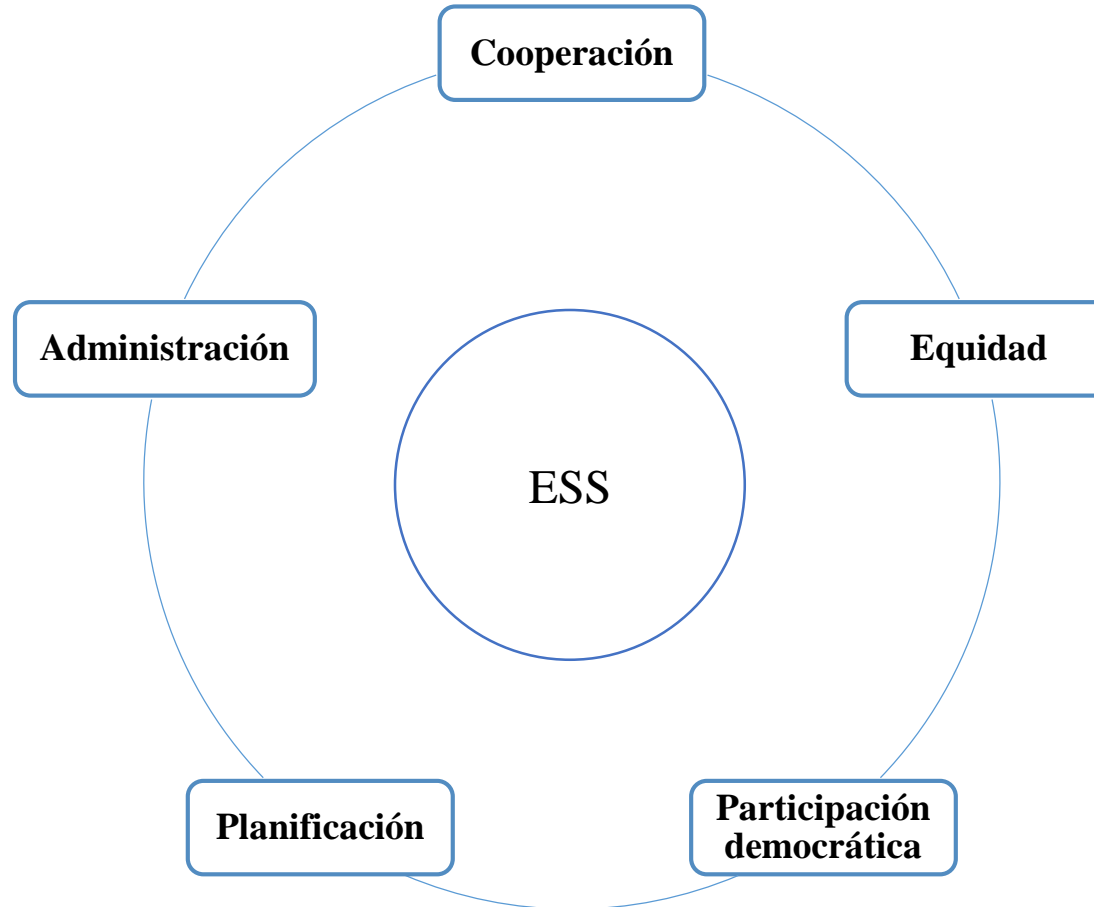 Cooperación
Administración
Equidad
ESS
Planificación
Participación
democrática